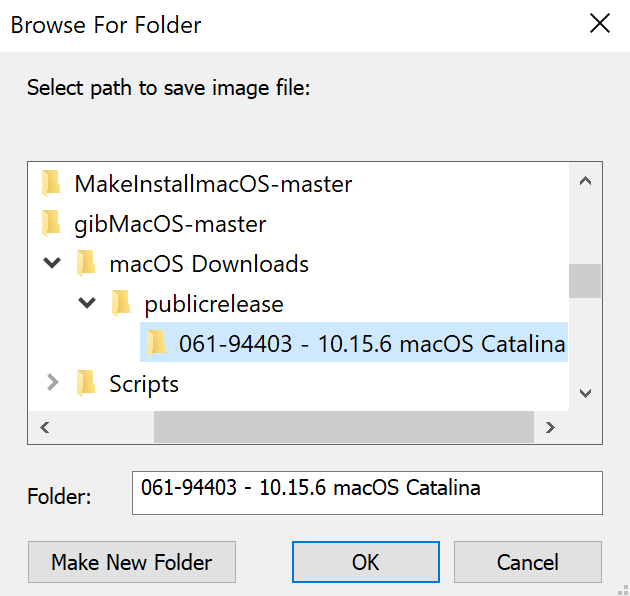 Browse For Folder
Select path to save image file:
MakeInstallmacOS-master
gibMacOS-master
macOS Downloads
publicrelease
061-94403 - 10.15.6 macOS Catalina
Scripts
Folder: 061-94403 - 10.15.6 macOS Catalina
Make New Folder OK Cancel